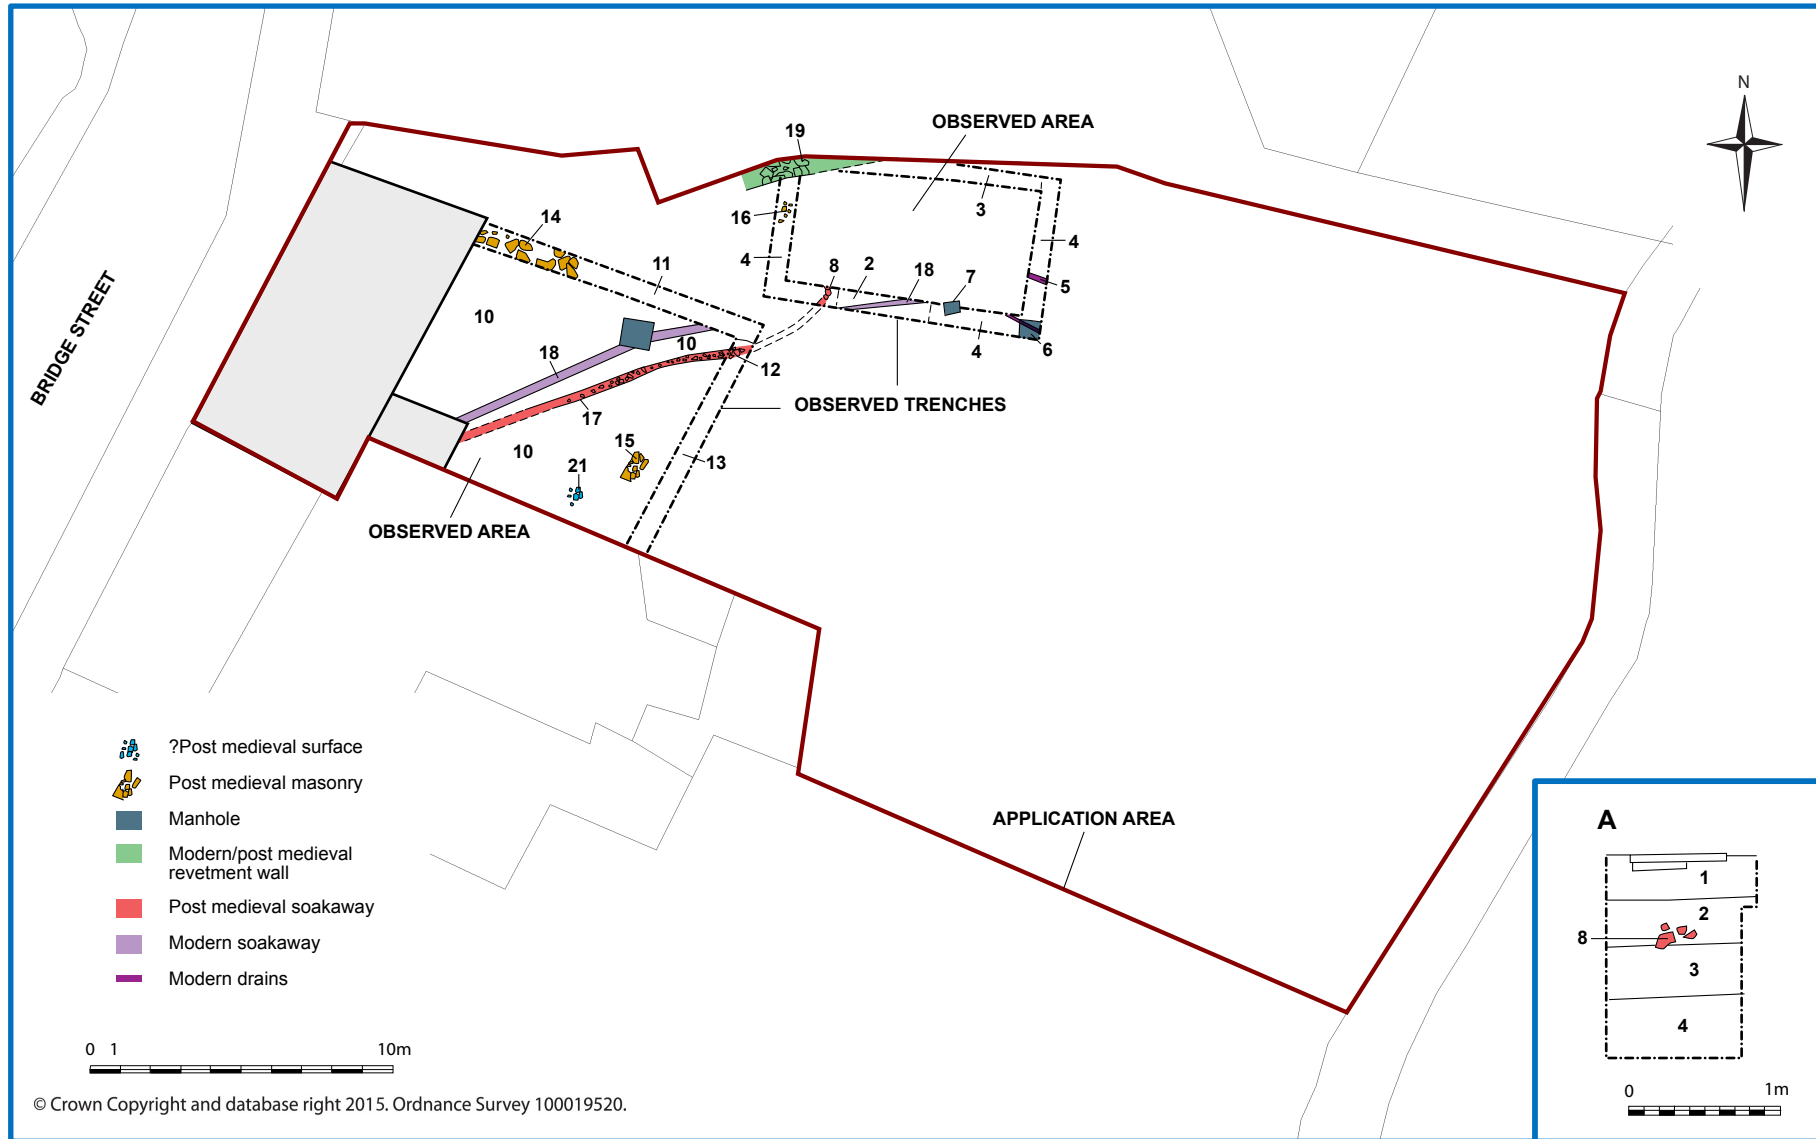 N
OBSERVED AREA
19
3
16
14
4
4
11
8
2
18
7
5
BRIDGE STREET
10
10
4
6
18
12
OBSERVED TRENCHES
17
15
10
13
21
OBSERVED AREA
?Post medieval surface
Post medieval masonry
Manhole
Modern/post medieval
revetment wall
Post medieval soakaway
Modern soakaway
Modern drains
APPLICATION AREA
A
1
2
8
3
4
0 1 10m
0 1m
© Crown Copyright and database right 2015. Ordnance Survey 100019520.